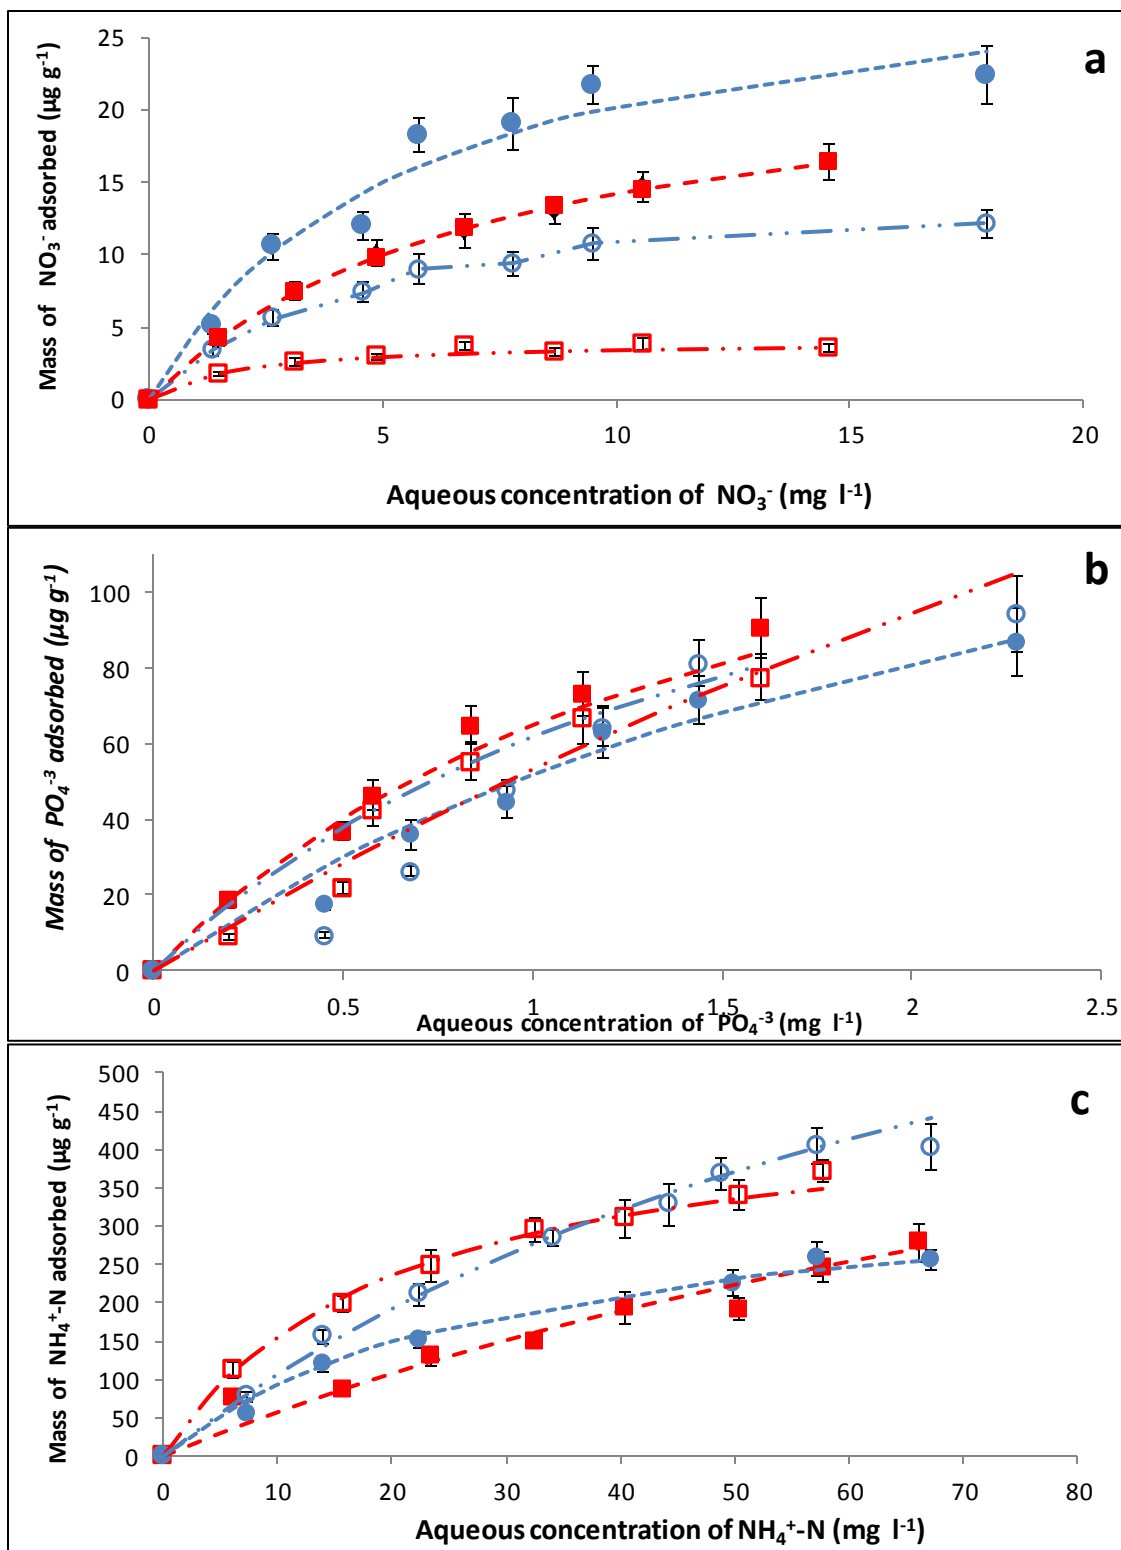 a
Mass of NO₃⁻ adsorbed (µg g⁻¹)
25
20
15
10
5
0
0 5 10 15 20
Aqueous concentration of NO₃⁻ (mg l⁻¹)
b
Mass of PO₄⁻³ adsorbed (µg g⁻¹)
100
80
60
40
20
0
0 0.5 1 1.5 2 2.5
Aqueous concentration of PO₄⁻³ (mg l⁻¹)
c
Mass of NH₄⁺-N adsorbed (µg g⁻¹)
500
450
400
350
300
250
200
150
100
50
0
0 10 20 30 40 50 60 70 80
Aqueous concentration of NH₄⁺-N (mg l⁻¹)